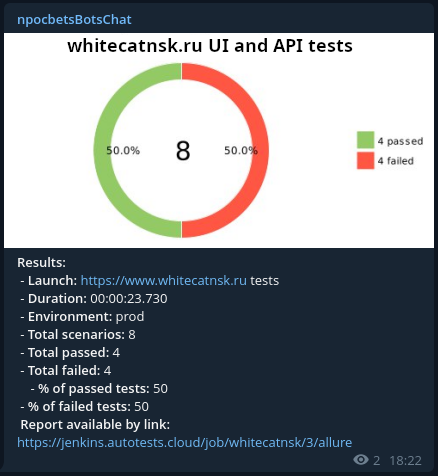 npocbetsBotsChat
whitecatnsk.ru UI and API tests
50.0%
8
50.0%
4 passed
4 failed
Results:
- Launch: https://www.whitecatnsk.ru tests
- Duration: 00:00:23.730
- Environment: prod
- Total scenarios: 8
- Total passed: 4
- Total failed: 4
- % of passed tests: 50
- % of failed tests: 50
Report available by link:
https://jenkins.autotests.cloud/job/whitecatnsk/3/allure
2 18:22